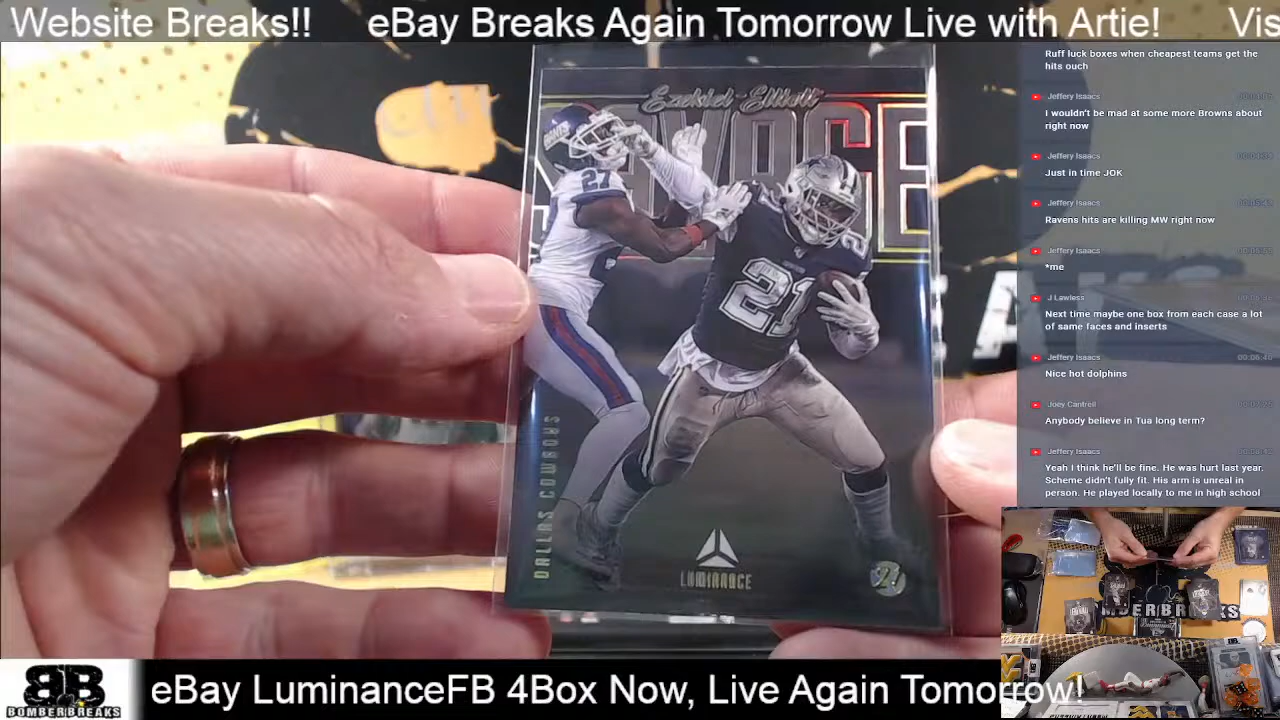 Website Breaks!! eBay Breaks Again Tomorrow Live with Artie! Vis
Ezekiel Elliott
SAVAGE
GIANTS
27
21
21
DALLAS COWBOYS
LUMINANCE
Ruff luck boxes when cheapest teams get the
hits ouch
Jeffery Isaacs
I wouldn't be mad at some more Browns about
right now
Jeffery Isaacs
Just in time JOK
Jeffery Isaacs
Ravens hits are killing MW right now
Jeffery Isaacs
*me
J Lawless
Next time maybe one box from each case a lot
of same faces and inserts
Jeffery Isaacs
Nice hot dolphins
Joey Cantrell
Anybody believe in Tua long term?
Jeffery Isaacs
Yeah I think he'll be fine. He was hurt last year.
Scheme didn't fully fit. His arm is unreal in
person. He played locally to me in high school
BB
BOMBERBREAKS
eBay LuminanceFB 4Box Now, Live Again Tomorrow!